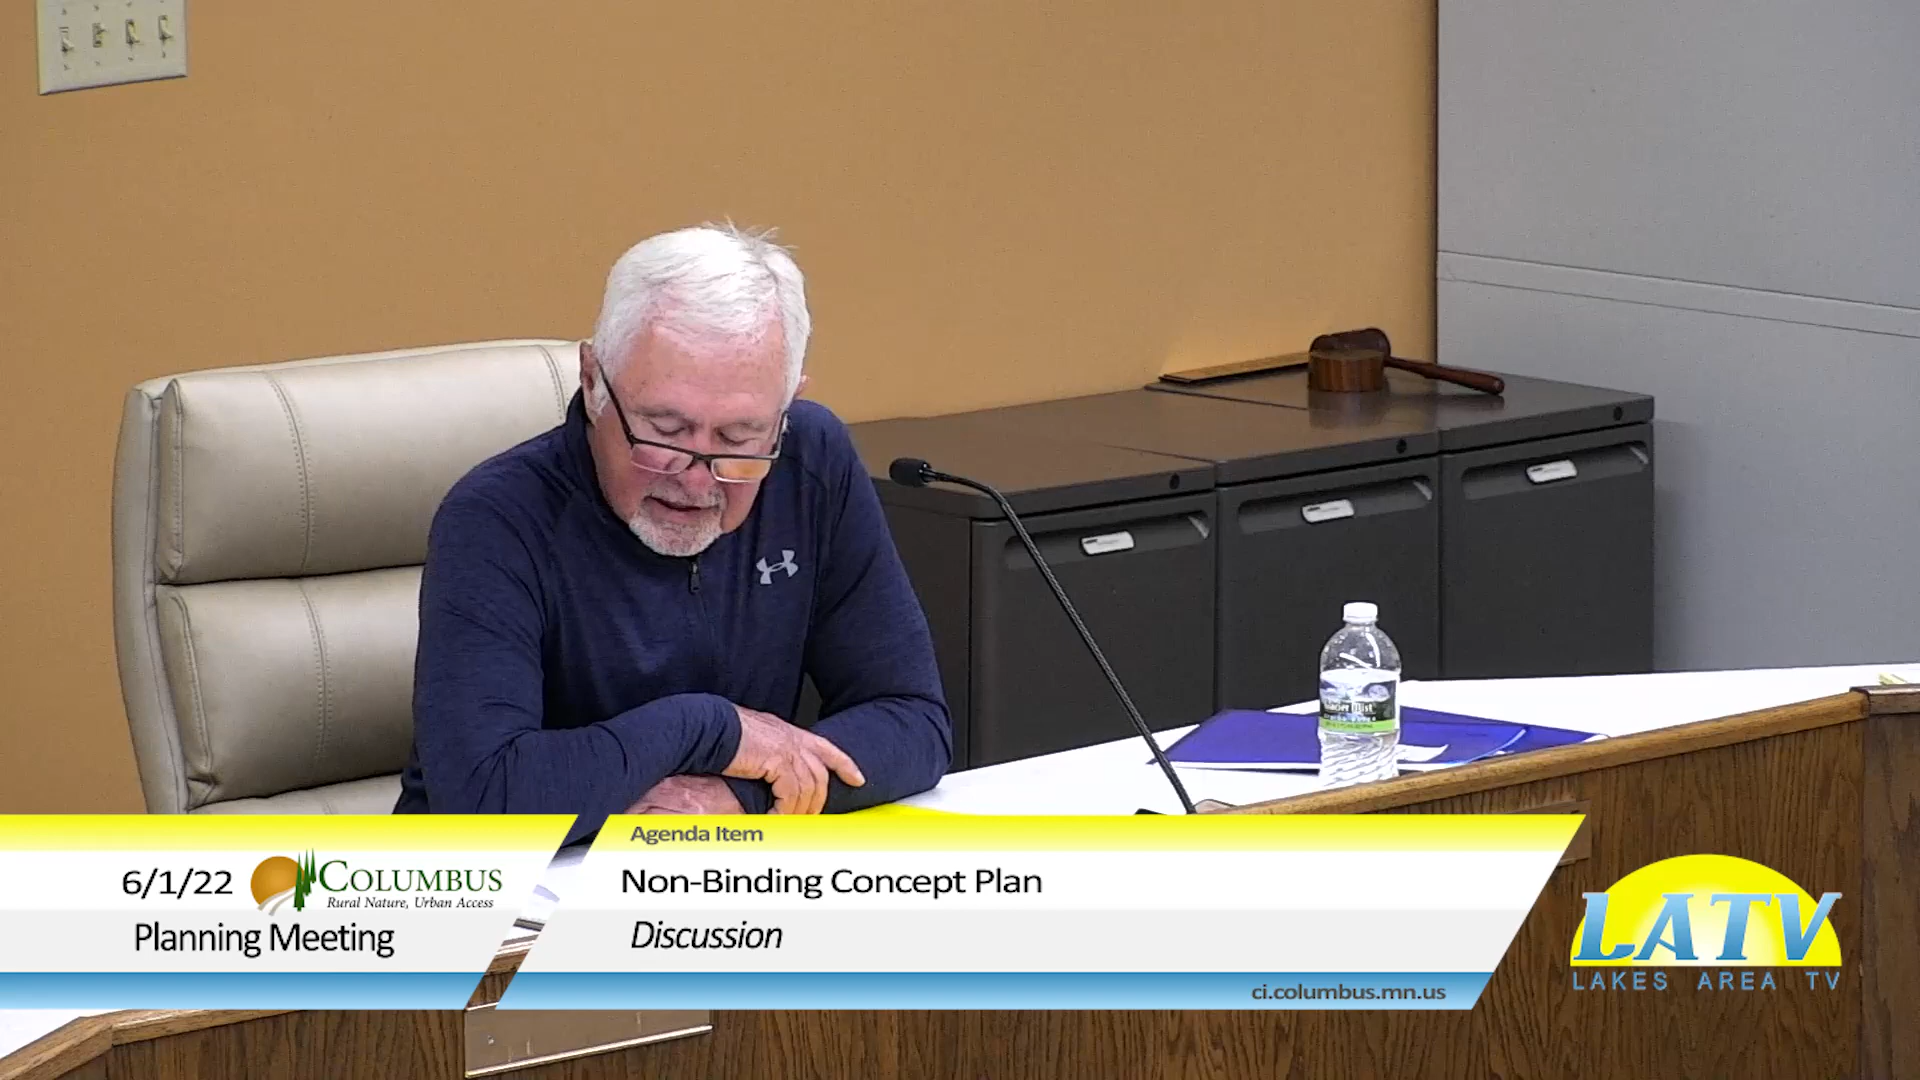 Agenda Item
6/1/22
COLUMBUS
Rural Nature, Urban Access
Planning Meeting
Non-Binding Concept Plan
Discussion
ci.columbus.mn.us
LATV
LAKES AREA TV